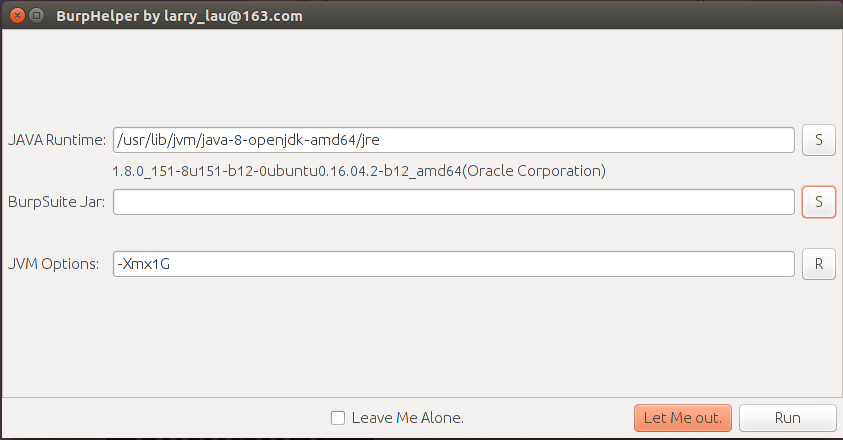 BurpHelper by larry_lau@163.com
JAVA Runtime: /usr/lib/jvm/java-8-openjdk-amd64/jre S
1.8.0_151-8u151-b12-0ubuntu0.16.04.2-b12_amd64(Oracle Corporation)
BurpSuite Jar: S
JVM Options: -Xmx1G R
Leave Me Alone. Let Me out. Run